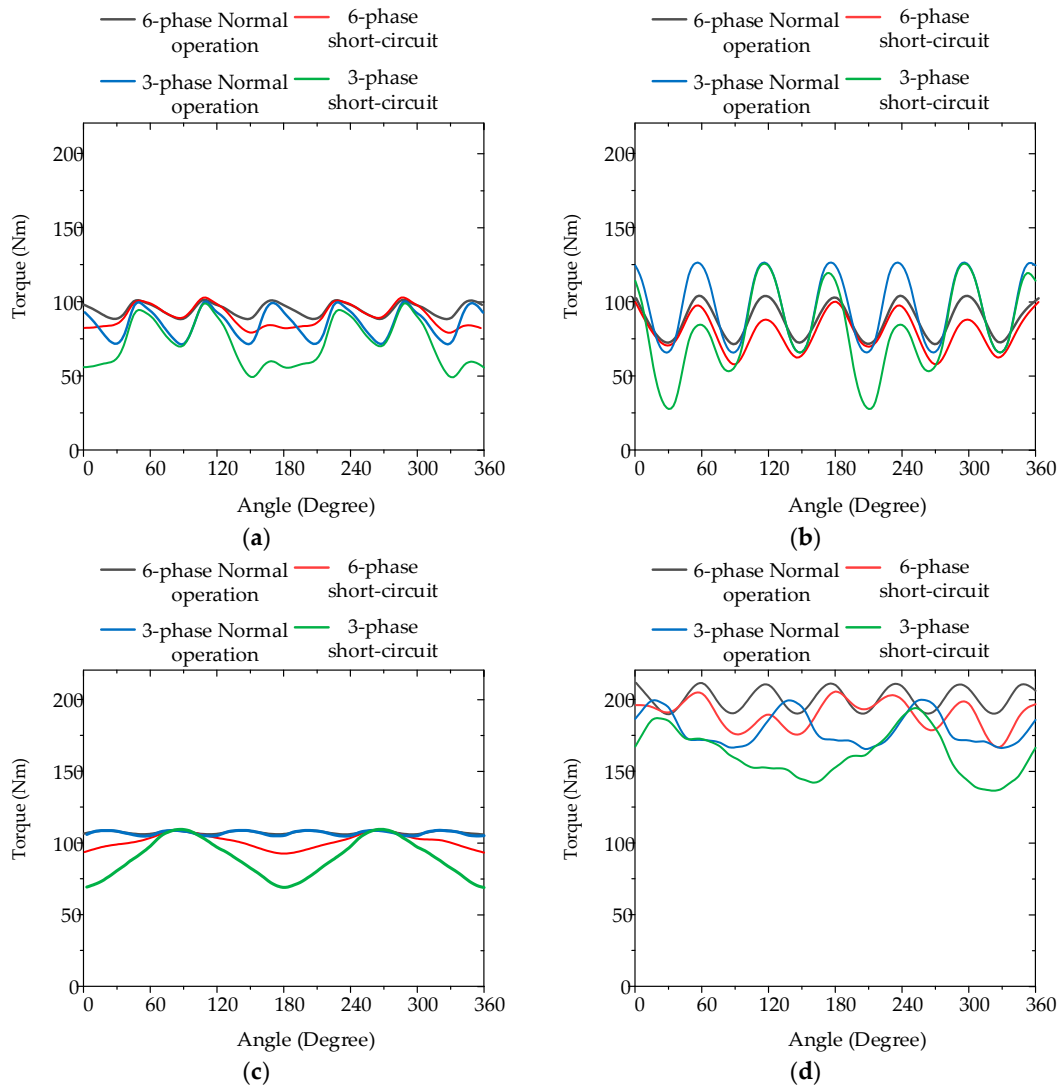 6-phase Normal
operation
6-phase
short-circuit
3-phase Normal
operation
3-phase
short-circuit
200
150
100
50
0
Torque (Nm)
0 60 120 180 240 300 360
Angle (Degree)
(a)
6-phase Normal
operation
6-phase
short-circuit
3-phase Normal
operation
3-phase
short-circuit
200
150
100
50
0
Torque (Nm)
0 60 120 180 240 300 360
Angle (Degree)
(b)
6-phase Normal
operation
6-phase
short-circuit
3-phase Normal
operation
3-phase
short-circuit
200
150
100
50
0
Torque (Nm)
0 60 120 180 240 300 360
Angle (Degree)
(c)
6-phase Normal
operation
6-phase
short-circuit
3-phase Normal
operation
3-phase
short-circuit
200
150
100
50
0
Torque (Nm)
0 60 120 180 240 300 360
Angle (Degree)
(d)